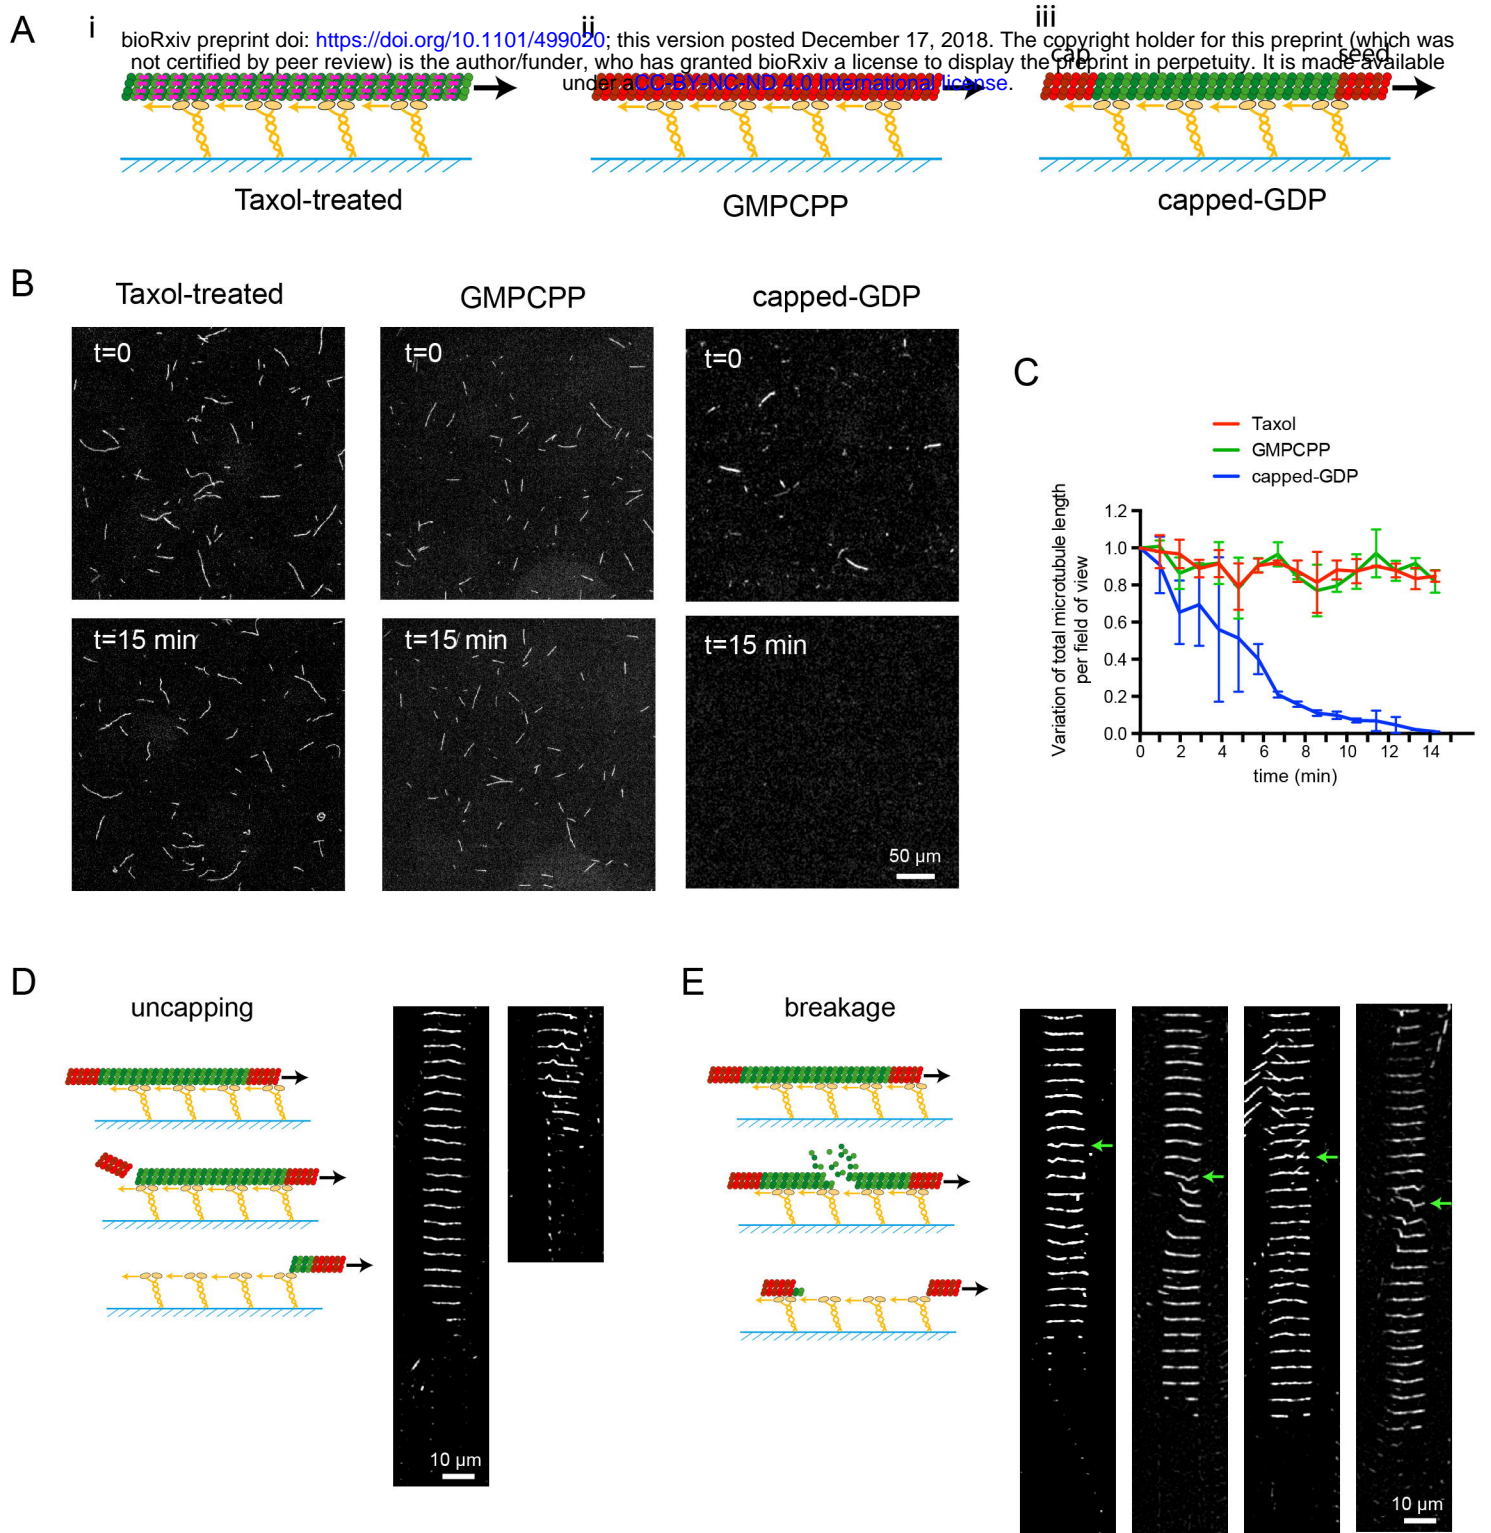 A
i
ii
iii
bioRxiv preprint doi: https://doi.org/10.1101/499020; this version posted December 17, 2018. The copyright holder for this preprint (which was
not certified by peer review) is the author/funder, who has granted bioRxiv a license to display the preprint in perpetuity. It is made available
under aCC-BY-NC-ND 4.0 International license.
cap
seed
Taxol-treated
GMPCPP
capped-GDP
B
Taxol-treated
GMPCPP
capped-GDP
t=0
t=0
t=0
t=15 min
t=15 min
t=15 min
50 µm
C
Taxol
GMPCPP
capped-GDP
Variation of total microtubule length
per field of view
1.2
1.0
0.8
0.6
0.4
0.2
0.0
0 2 4 6 8 10 12 14
time (min)
D
uncapping
10 µm
E
breakage
10 µm